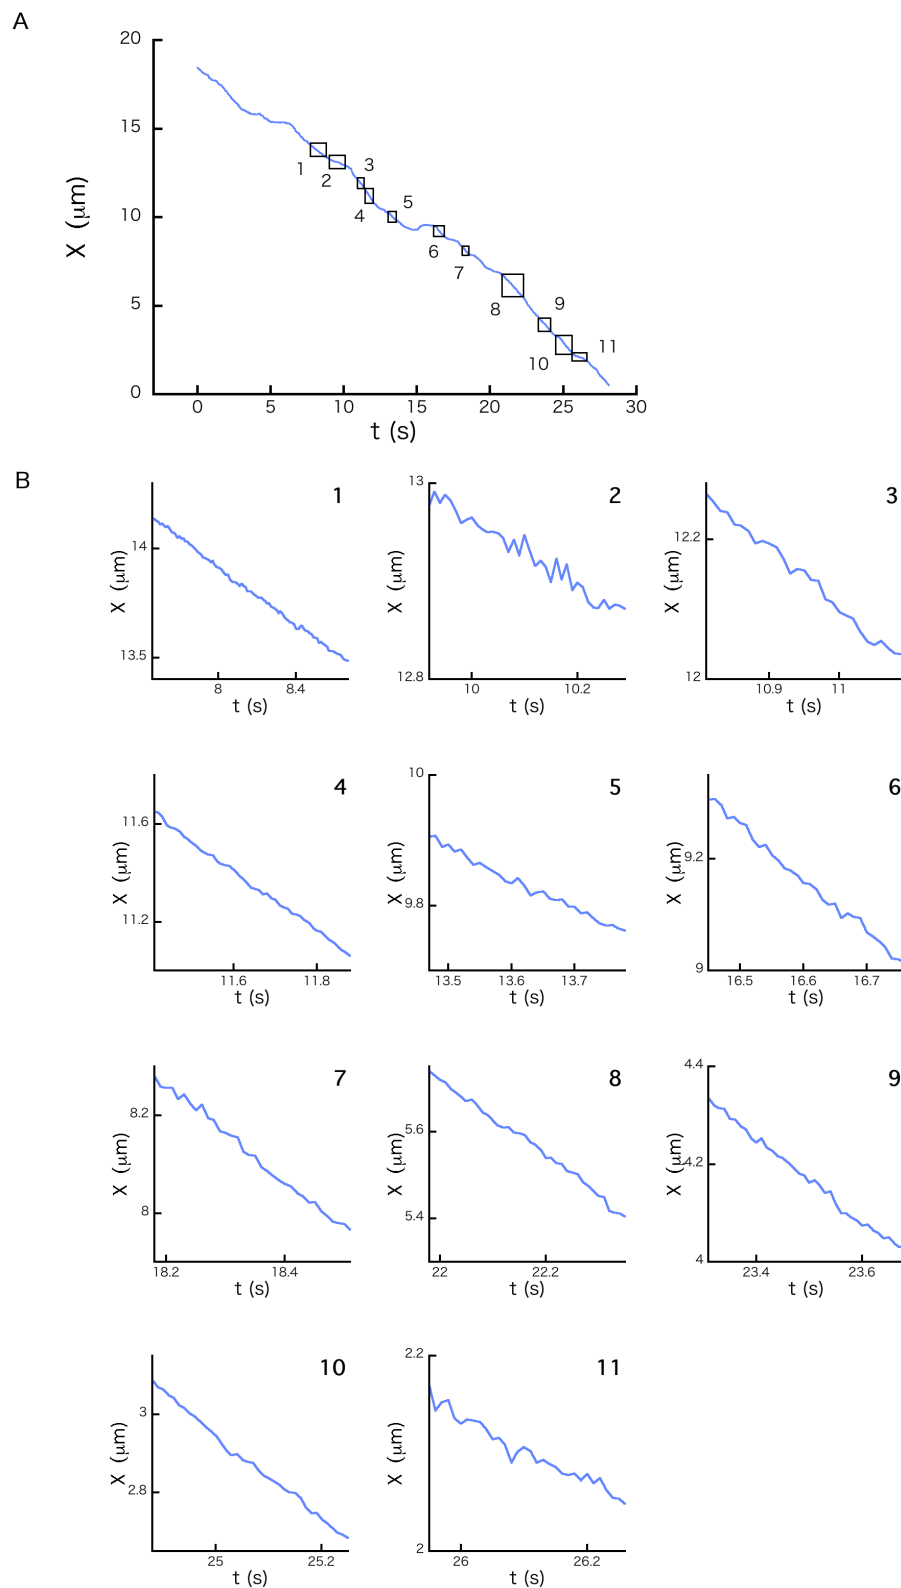 A
20
15
10
5
0
X (μm)
1
2
3
4
5
6
7
8
9
10
11
0 5 10 15 20 25 30
t (s)
B
1
14
13.5
X (μm)
8 8.4
t (s)
2
13
12.8
X (μm)
10 10.2
t (s)
3
12.2
12
X (μm)
10.9 11
t (s)
4
11.6
11.2
X (μm)
11.6 11.8
t (s)
5
10
9.8
X (μm)
13.5 13.6 13.7
t (s)
6
9.2
9
X (μm)
16.5 16.6 16.7
t (s)
7
8.2
8
X (μm)
18.2 18.4
t (s)
8
5.6
5.4
X (μm)
22 22.2
t (s)
9
4.4
4.2
4
X (μm)
23.4 23.6
t (s)
10
3
2.8
X (μm)
25 25.2
t (s)
11
2.2
2
X (μm)
26 26.2
t (s)